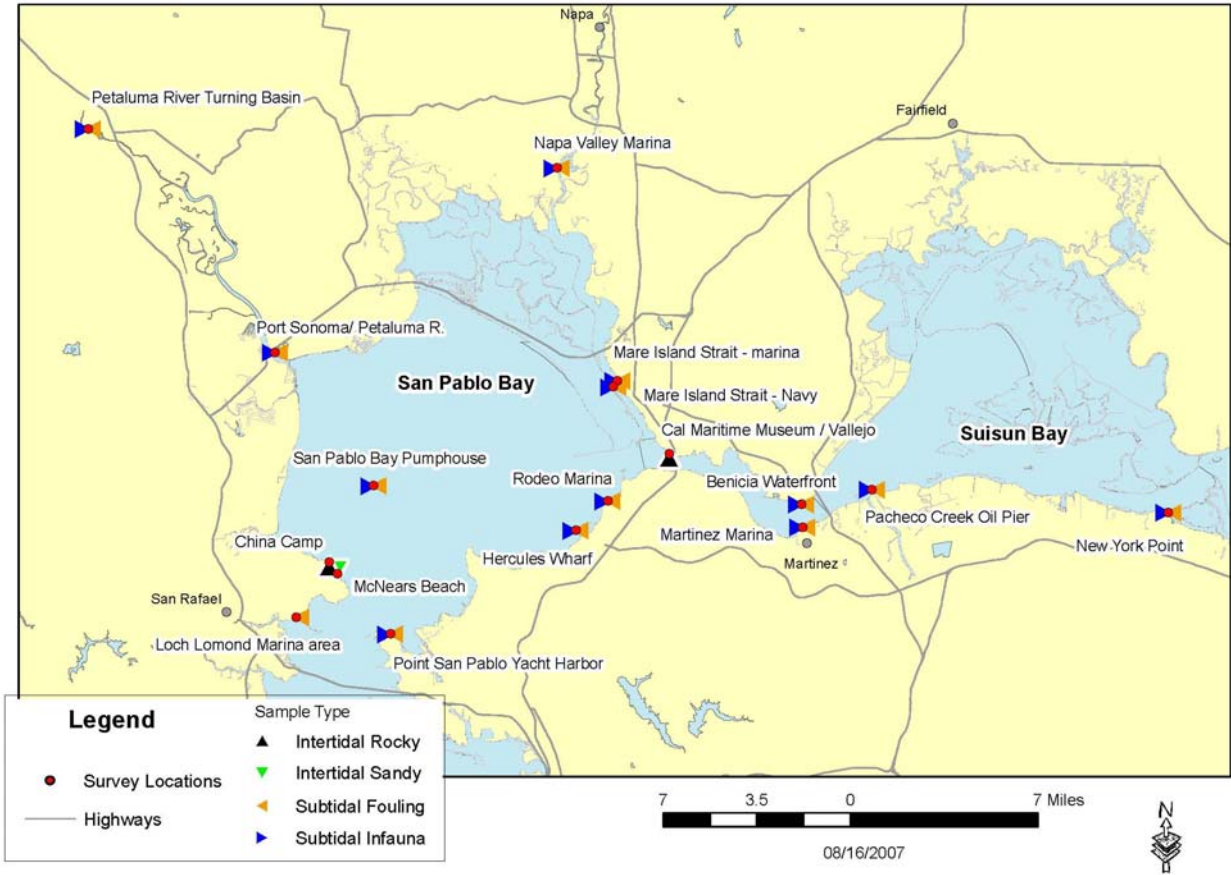 Napa
Petaluma River Turning Basin
Fairfield
Napa Valley Marina
Port Sonoma/ Petaluma R.
Mare Island Strait - marina
San Pablo Bay
Mare Island Strait - Navy
Cal Maritime Museum / Vallejo
Suisun Bay
San Pablo Bay Pumphouse
Rodeo Marina
Benicia Waterfront
Pacheco Creek Oil Pier
Martinez Marina
New York Point
China Camp
Hercules Wharf
Martinez
McNears Beach
San Rafael
Loch Lomond Marina area
Point San Pablo Yacht Harbor
Legend
Survey Locations
Highways
Sample Type
Intertidal Rocky
Intertidal Sandy
Subtidal Fouling
Subtidal Infauna
7 3.5 0 7 Miles
08/16/2007
N